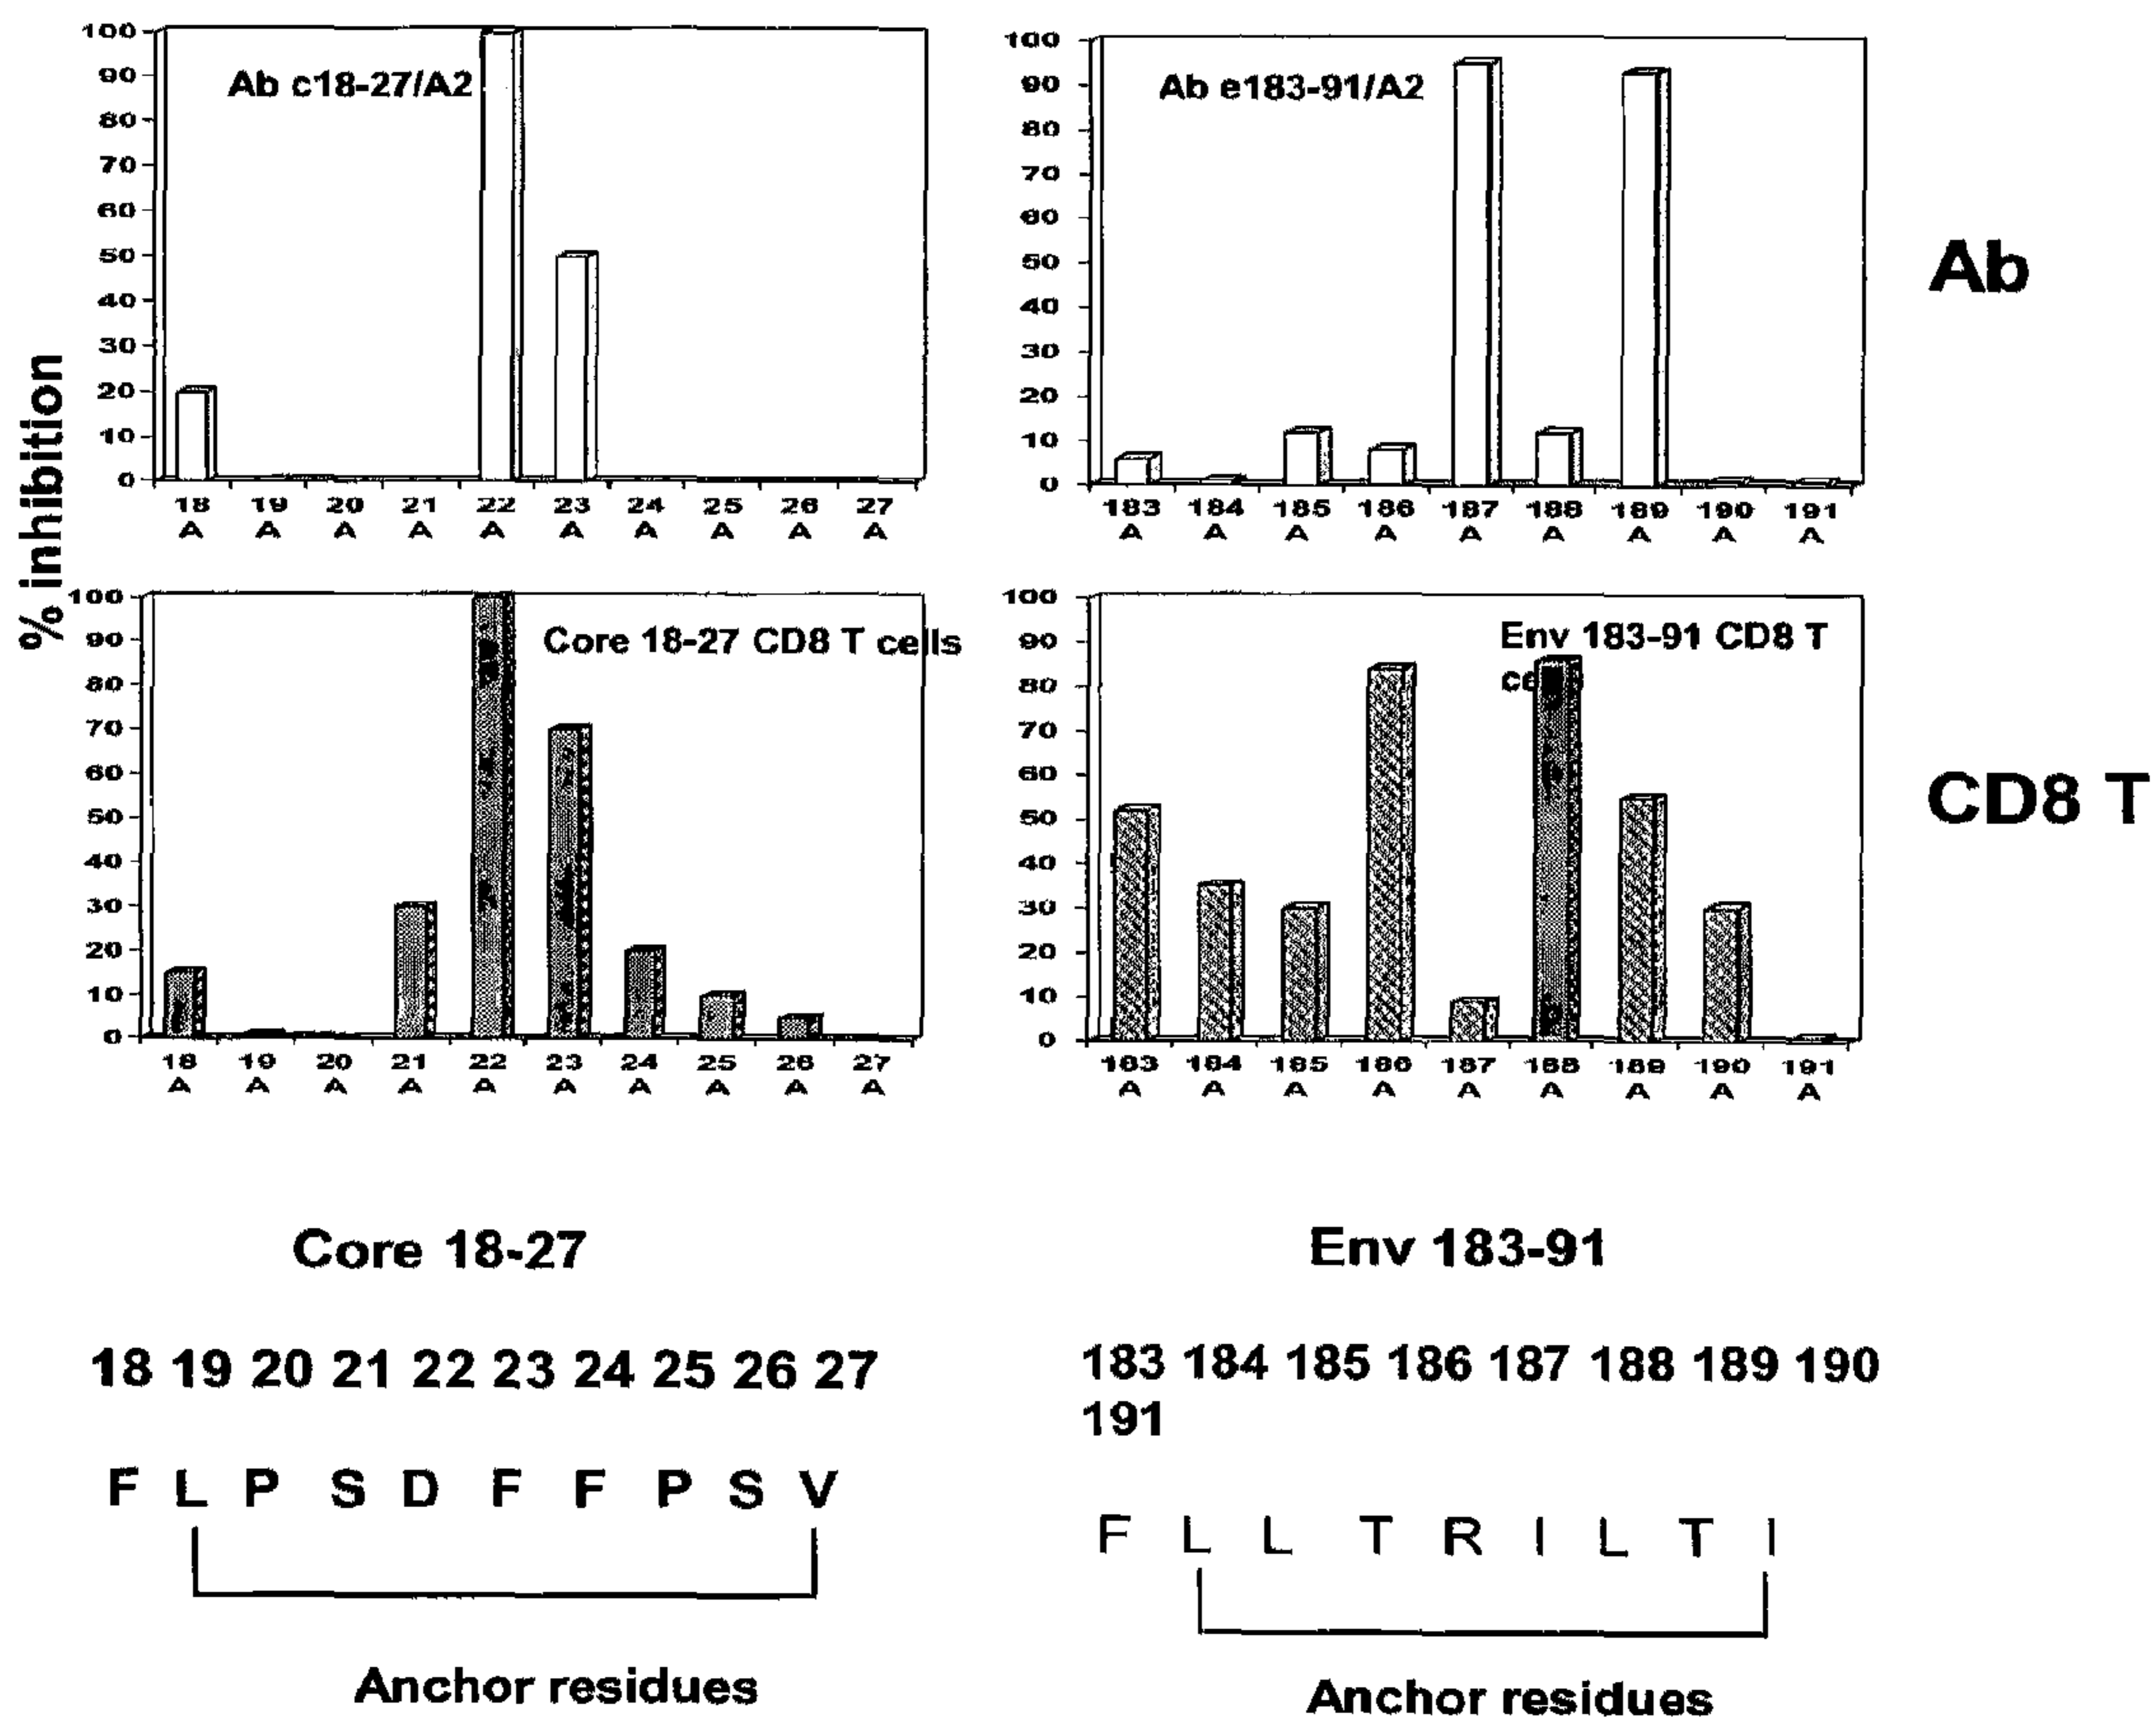 % inhibition
Ab c18-27/A2
100
90
80
70
60
50
40
30
20
10
0
18 19 20 21 22 23 24 25 26 27
A A A A A A A A A A
Ab e183-91/A2
100
90
80
70
60
50
40
30
20
10
0
183 184 185 186 187 188 189 190 191
A A A A A A A A A
Ab
Core 18-27 CD8 T cells
100
90
80
70
60
50
40
30
20
10
0
18 19 20 21 22 23 24 25 26 27
A A A A A A A A A A
Env 183-91 CD8 T
100
90
80
70
60
50
40
30
20
10
0
183 184 185 186 187 188 189 190 191
A A A A A A A A A
CD8 T
Core 18-27
18 19 20 21 22 23 24 25 26 27
F L P S D F F P S V
Anchor residues
Env 183-91
183 184 185 186 187 188 189 190
191
F L L T R I L T I
Anchor residues